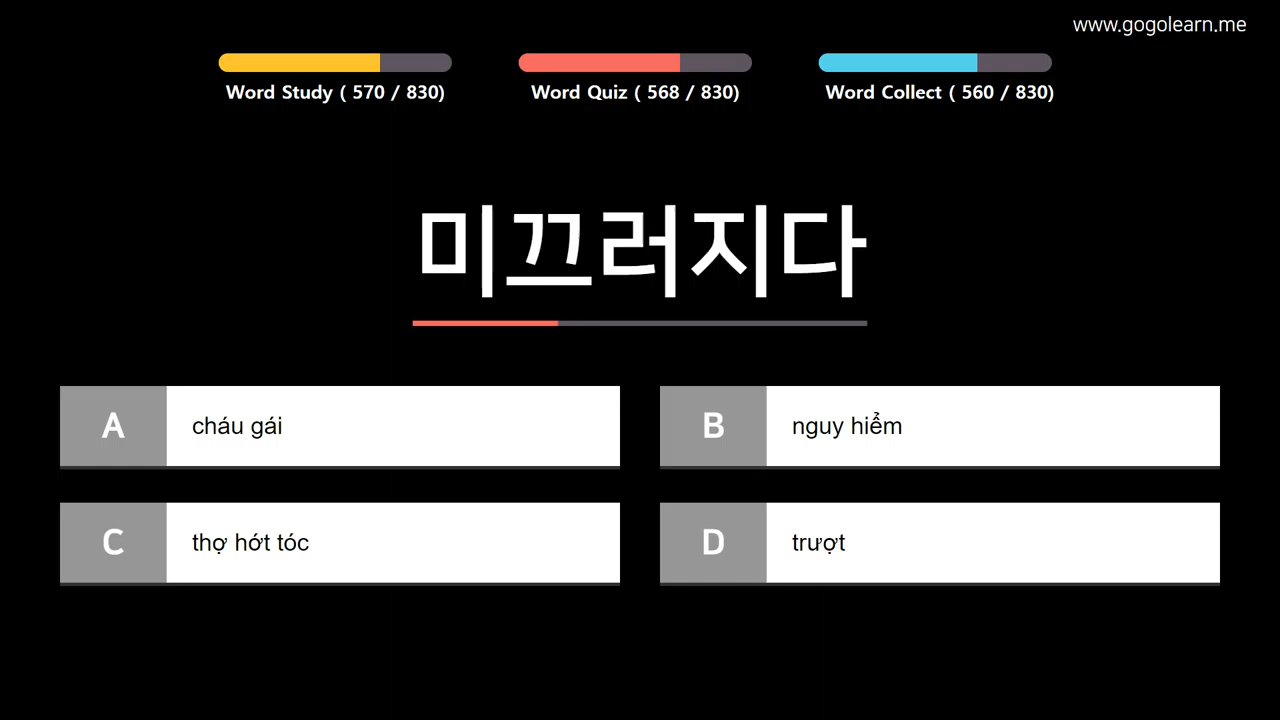 www.gogolearn.me
Word Study ( 570 / 830)
Word Quiz ( 568 / 830)
Word Collect ( 560 / 830)
미끄러지다
A cháu gái
B nguy hiểm
C thợ hớt tóc
D trượt